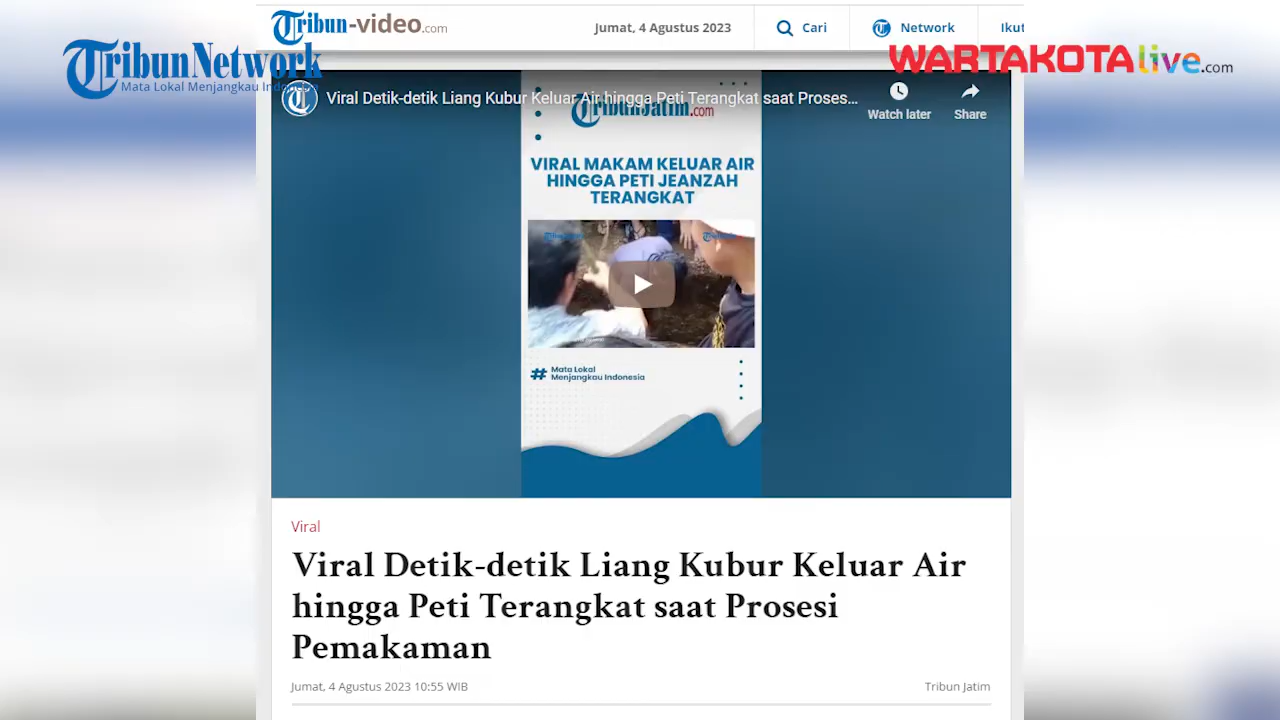 Tribun-video.com
Jumat, 4 Agustus 2023
Cari
Network
Ikut
Tribun Network
Mata Lokal Menjangkau Indonesia
WARTAKOTAlive.com
Viral Detik-detik Liang Kubur Keluar Air hingga Peti Terangkat saat Proses...
Watch later
Share
TribunJatim.com
VIRAL MAKAM KELUAR AIR
HINGGA PETI JEANZAH
TERANGKAT
# Mata Lokal
Menjangkau Indonesia
Viral
Viral Detik-detik Liang Kubur Keluar Air
hingga Peti Terangkat saat Prosesi
Pemakaman
Jumat, 4 Agustus 2023 10:55 WIB
Tribun Jatim